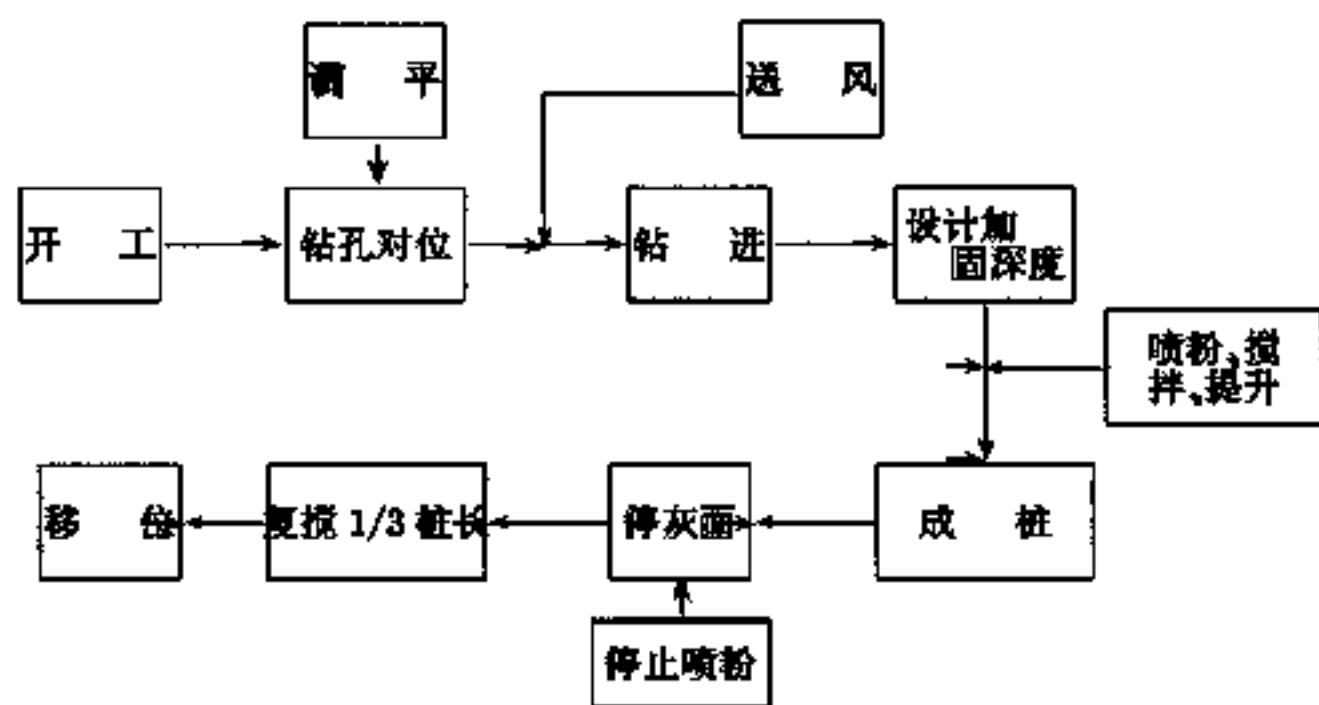 调 平
送 风
开 工
钻孔对位
钻 进
设计加
固深度
喷粉、搅
拌、提升
移 位
复搅 1/3 桩长
停灰面
成 桩
停止喷粉